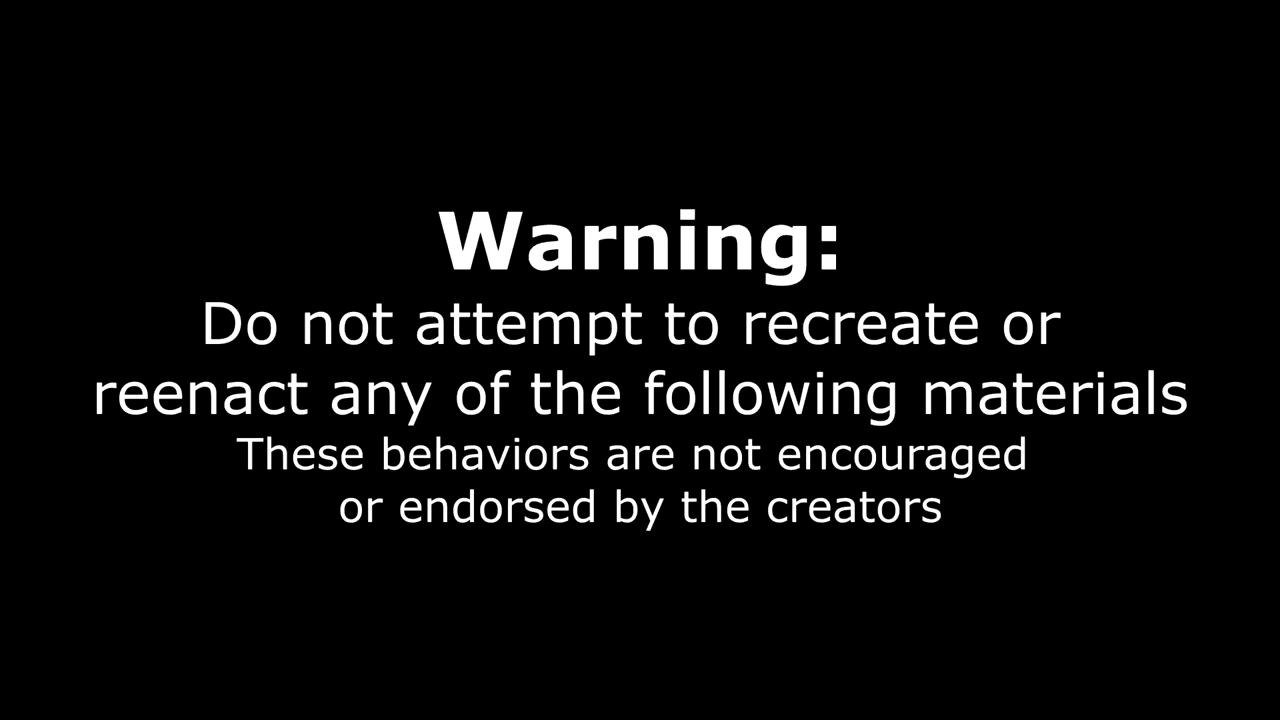 Warning:
Do not attempt to recreate or
reenact any of the following materials
These behaviors are not encouraged
or endorsed by the creators